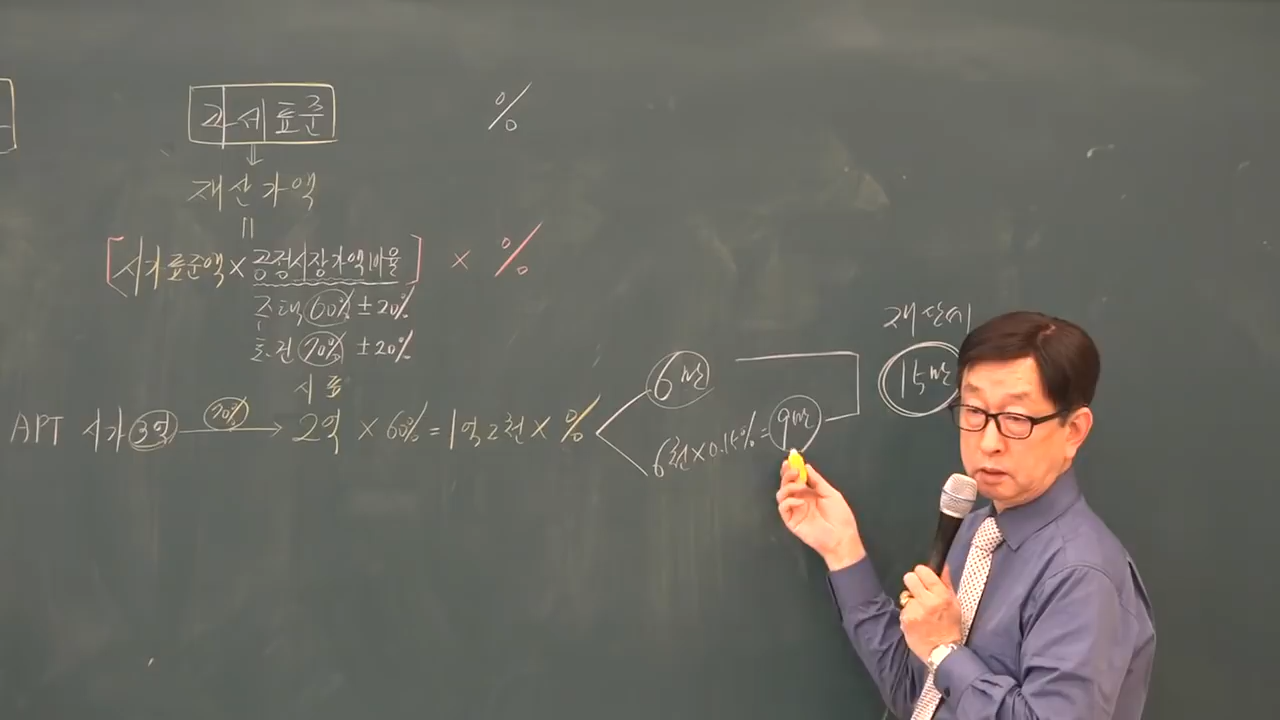 과세표준 %
재산가액
=
[시가표준액 × 공정시장가액비율] × %
주택 60% ± 20%
토.건 70% ± 20%
시표
APT 시가 3억 70% → 2억 × 60% = 1억2천 × %
6만
6천 × 0.15% = 9만
재산세
15만